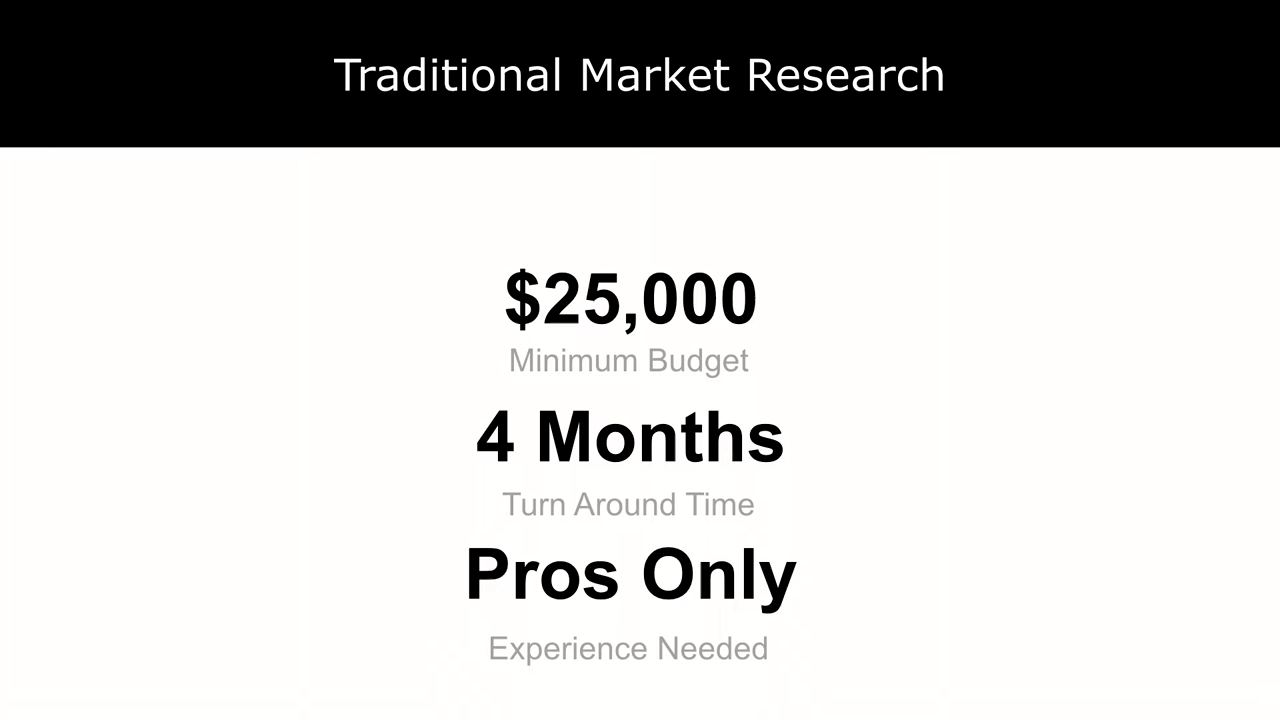 Traditional Market Research
$25,000
Minimum Budget
4 Months
Turn Around Time
Pros Only
Experience Needed